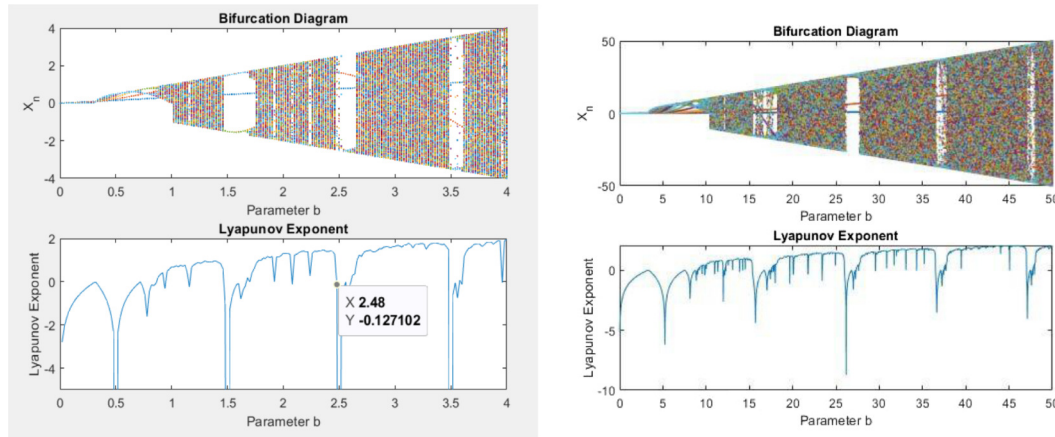 Bifurcation Diagram
4
2
0
-2
-4
X_n
0 0.5 1 1.5 2 2.5 3 3.5 4
Parameter b
Lyapunov Exponent
2
0
-2
-4
Lyapunov Exponent
X 2.48
Y -0.127102
0 0.5 1 1.5 2 2.5 3 3.5 4
Parameter b
Bifurcation Diagram
50
0
-50
X_n
0 5 10 15 20 25 30 35 40 45 50
Parameter b
Lyapunov Exponent
0
-5
-10
Lyapunov Exponent
0 5 10 15 20 25 30 35 40 45 50
Parameter b